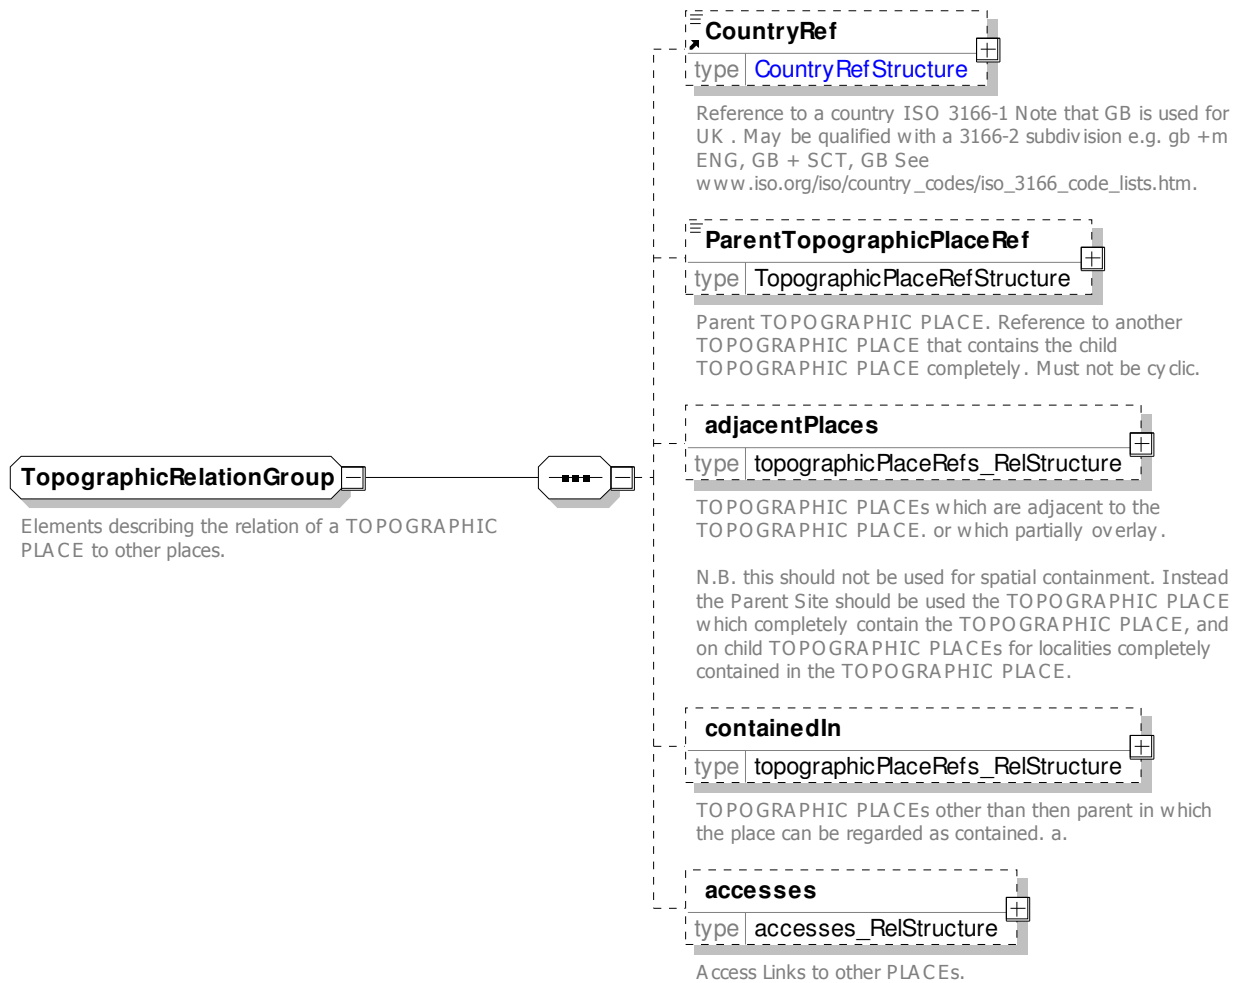 CountryRef
type CountryRefStructure
Reference to a country ISO 3166-1 Note that GB is used for
UK . May be qualified with a 3166-2 subdivision e.g. gb +m
ENG, GB + SCT, GB See
www.iso.org/iso/country_codes/iso_3166_code_lists.htm.
ParentTopographicPlaceRef
type TopographicPlaceRefStructure
Parent TOPOGRAPHIC PLACE. Reference to another
TOPOGRAPHIC PLACE that contains the child
TOPOGRAPHIC PLACE completely. Must not be cyclic.
adjacentPlaces
type topographicPlaceRefs_RelStructure
TOPOGRAPHIC PLACEs which are adjacent to the
TOPOGRAPHIC PLACE. or which partially overlay.
N.B. this should not be used for spatial containment. Instead
the Parent Site should be used the TOPOGRAPHIC PLACE
which completely contain the TOPOGRAPHIC PLACE, and
on child TOPOGRAPHIC PLACEs for localities completely
contained in the TOPOGRAPHIC PLACE.
TopographicRelationGroup
Elements describing the relation of a TOPOGRAPHIC
PLACE to other places.
containedIn
type topographicPlaceRefs_RelStructure
TOPOGRAPHIC PLACEs other than then parent in which
the place can be regarded as contained. a.
accesses
type accesses_RelStructure
Access Links to other PLACEs.